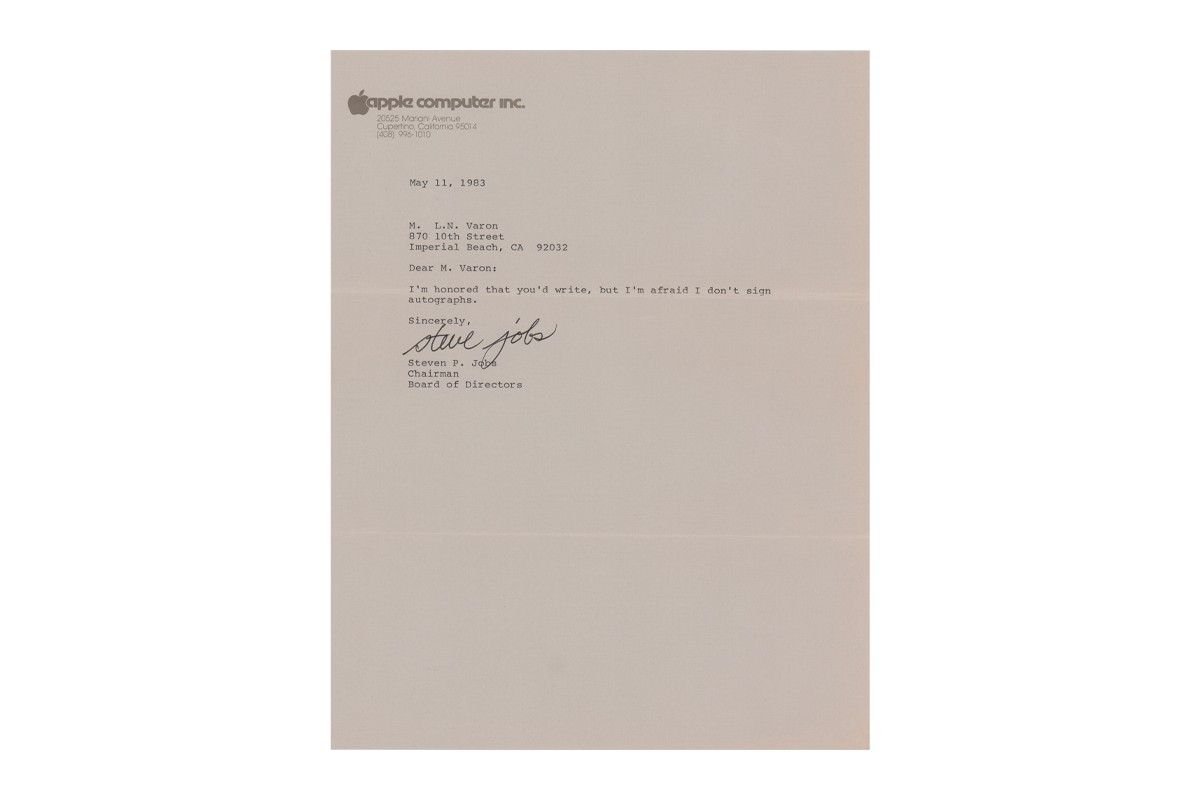 apple computer inc.
20525 Mariani Avenue
Cupertino, California 95014
(408) 996-1010
May 11, 1983
M.  L.N. Varon
870 10th Street
Imperial Beach, CA  92032
Dear M. Varon:
I'm honored that you'd write, but I'm afraid I don't sign
autographs.
Sincerely,
steve jobs
Steven P. Jobs
Chairman
Board of Directors